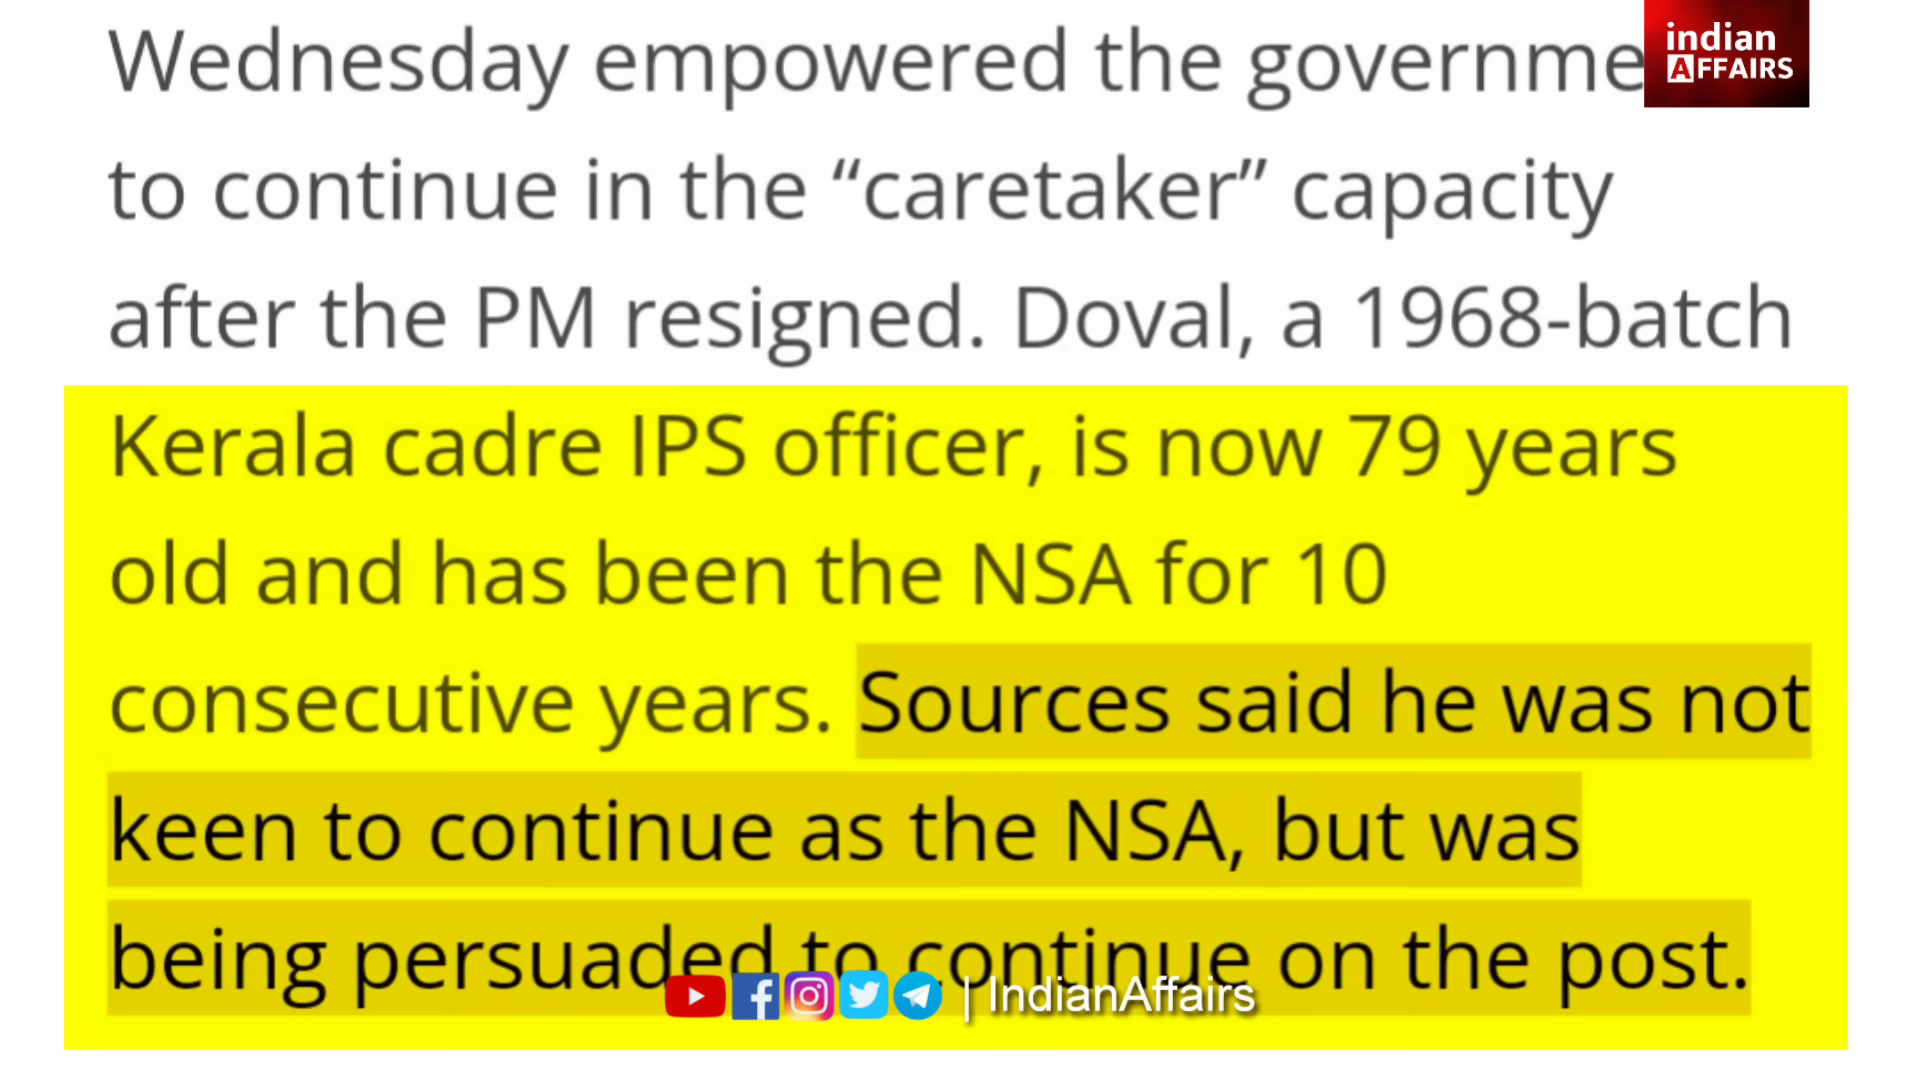 Wednesday empowered the governme
to continue in the “caretaker” capacity
after the PM resigned. Doval, a 1968-batch
Kerala cadre IPS officer, is now 79 years
old and has been the NSA for 10
consecutive years. Sources said he was not
keen to continue as the NSA, but was
being persuaded to continue on the post.
indian
AFFAIRS
| IndianAffairs